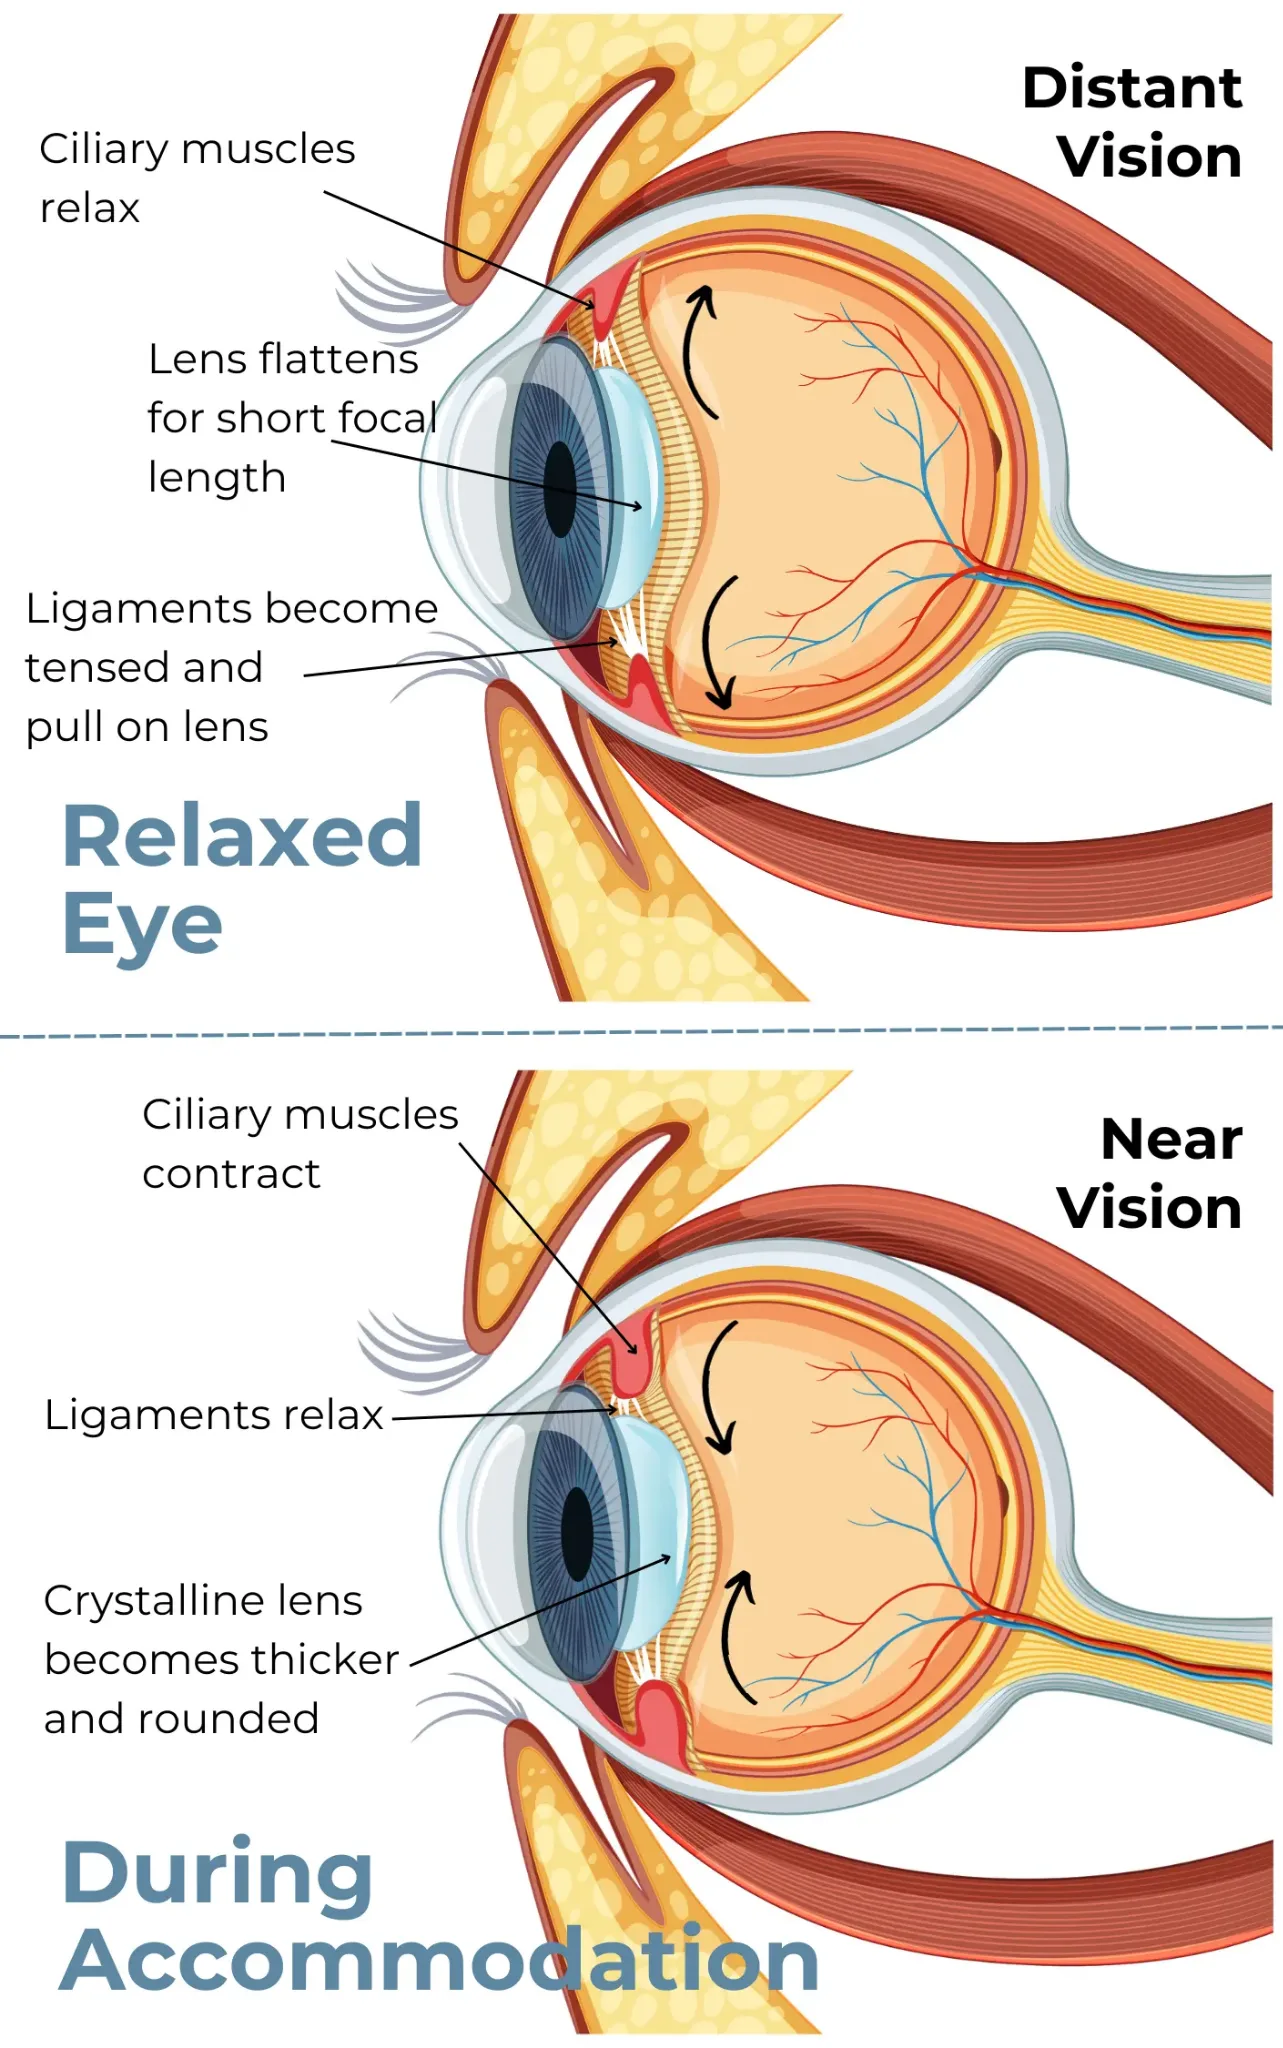 Distant
Vision
Ciliary muscles
relax
Lens flattens
for short focal
length
Ligaments become
tensed and
pull on lens
Relaxed
Eye
Ciliary muscles
contract
Near
Vision
Ligaments relax
Crystalline lens
becomes thicker
and rounded
During
Accommodation